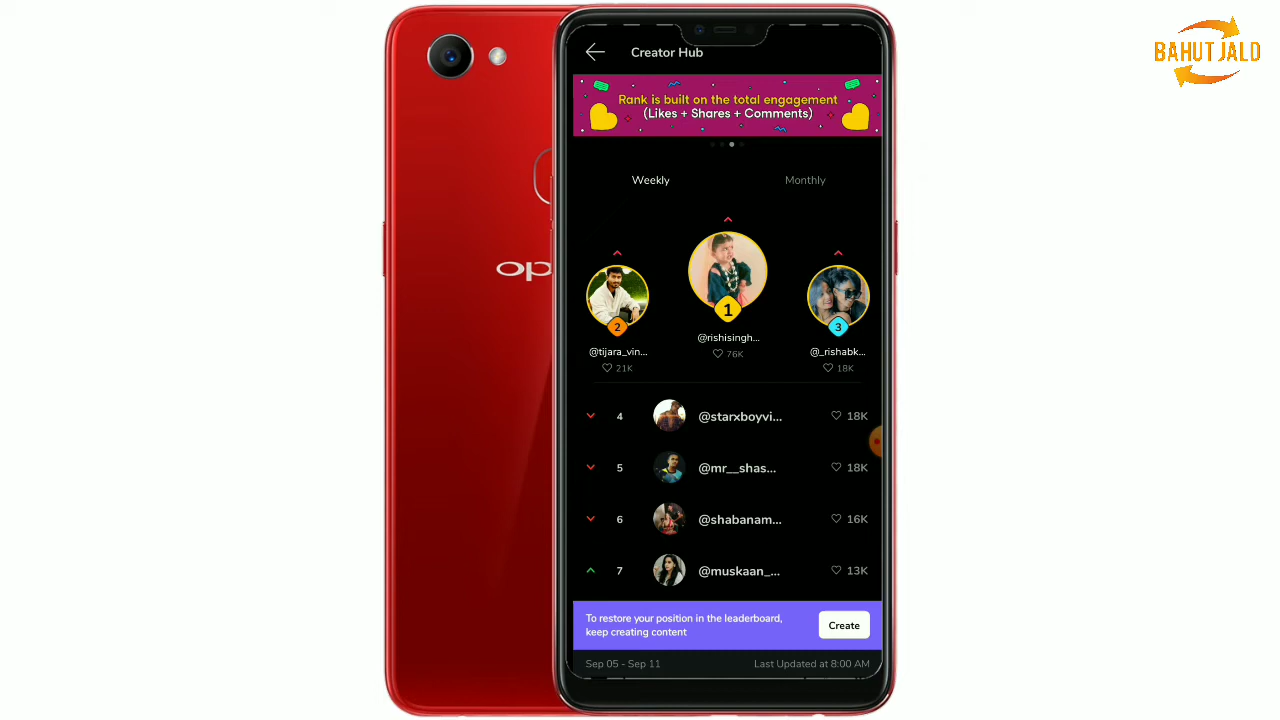 BAHUT JALD
Creator Hub
Rank is built on the total engagement
(Likes + Shares + Comments)
Weekly
Monthly
1
2
3
@rishisingh...
76K
@tijara_vin...
21K
@_rishabk...
18K
4 @starxboyvi... 18K
5 @mr__shas... 18K
6 @shabanam... 16K
7 @muskaan_... 13K
To restore your position in the leaderboard,
keep creating content
Create
Sep 05 - Sep 11
Last Updated at 8:00 AM
op